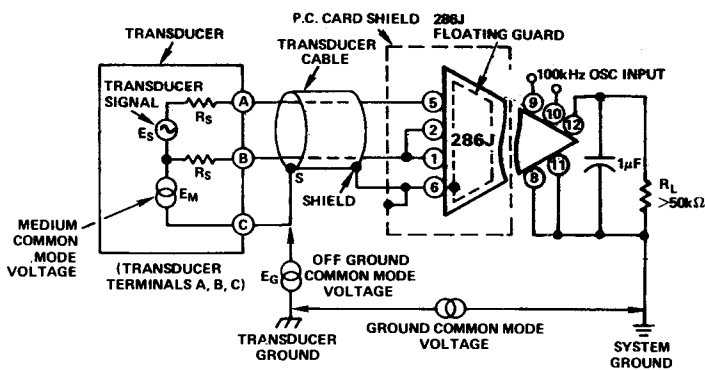 P.C. CARD SHIELD
286J
FLOATING GUARD
TRANSDUCER
TRANSDUCER
CABLE
TRANSDUCER
SIGNAL
RS
A
ES
B
RS
EM
C
S
SHIELD
MEDIUM
COMMON
MODE
VOLTAGE
(TRANSDUCER
TERMINALS A, B, C)
EG
OFF GROUND
COMMON MODE
VOLTAGE
TRANSDUCER
GROUND
GROUND COMMON MODE
VOLTAGE
5
2
1
6
286J
100kHz OSC INPUT
9
10
12
8
11
1µF
RL
>50kΩ
SYSTEM
GROUND